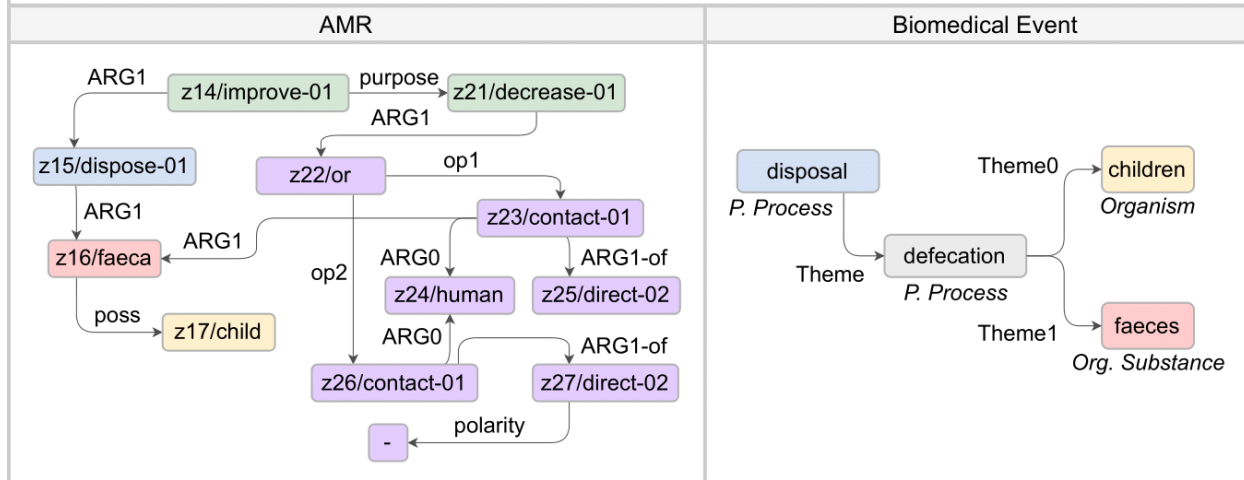 AMR
Biomedical Event
ARG1
z14/improve-01
purpose
z21/decrease-01
ARG1
z15/dispose-01
z22/or
op1
z23/contact-01
ARG1
ARG1
z16/faeca
op2
ARG0
ARG1-of
z24/human
z25/direct-02
poss
z17/child
ARG0
ARG1-of
z26/contact-01
z27/direct-02
polarity
-
disposal
P. Process
Theme
defecation
P. Process
Theme0
children
Organism
Theme1
faeces
Org. Substance